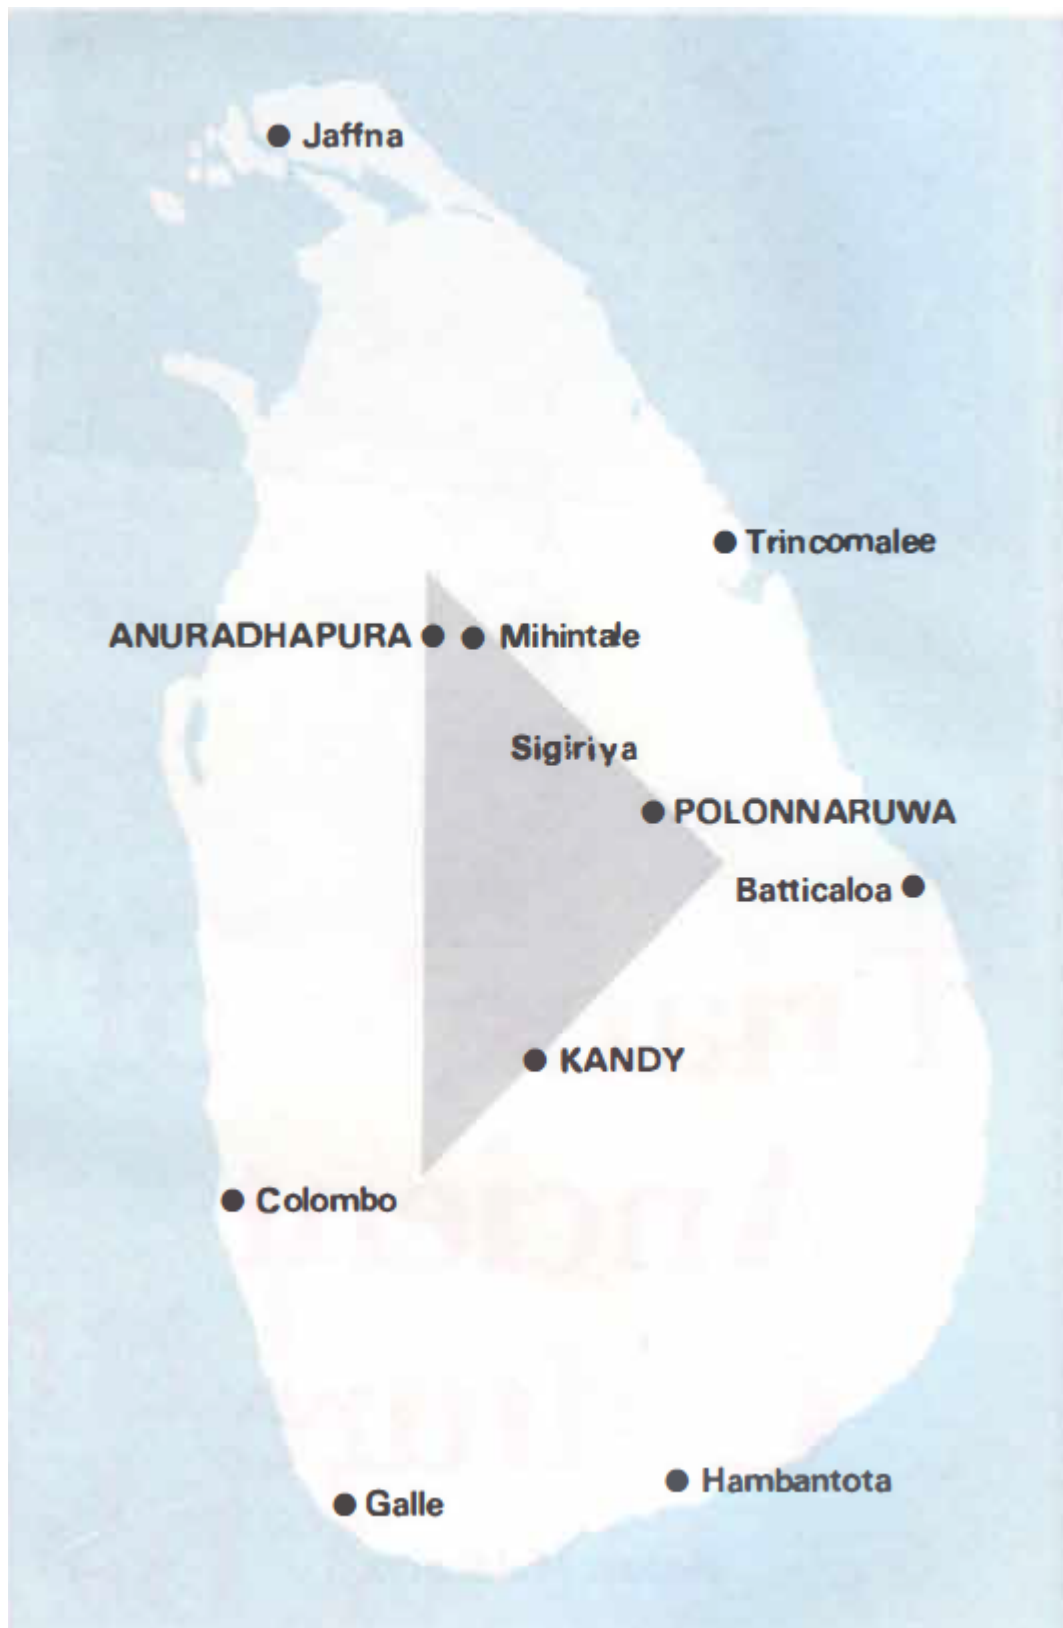 Jaffna
Trincomalee
ANURADHAPURA
Mihintale
Sigiriya
POLONNARUWA
Batticaloa
KANDY
Colombo
Hambantota
Galle